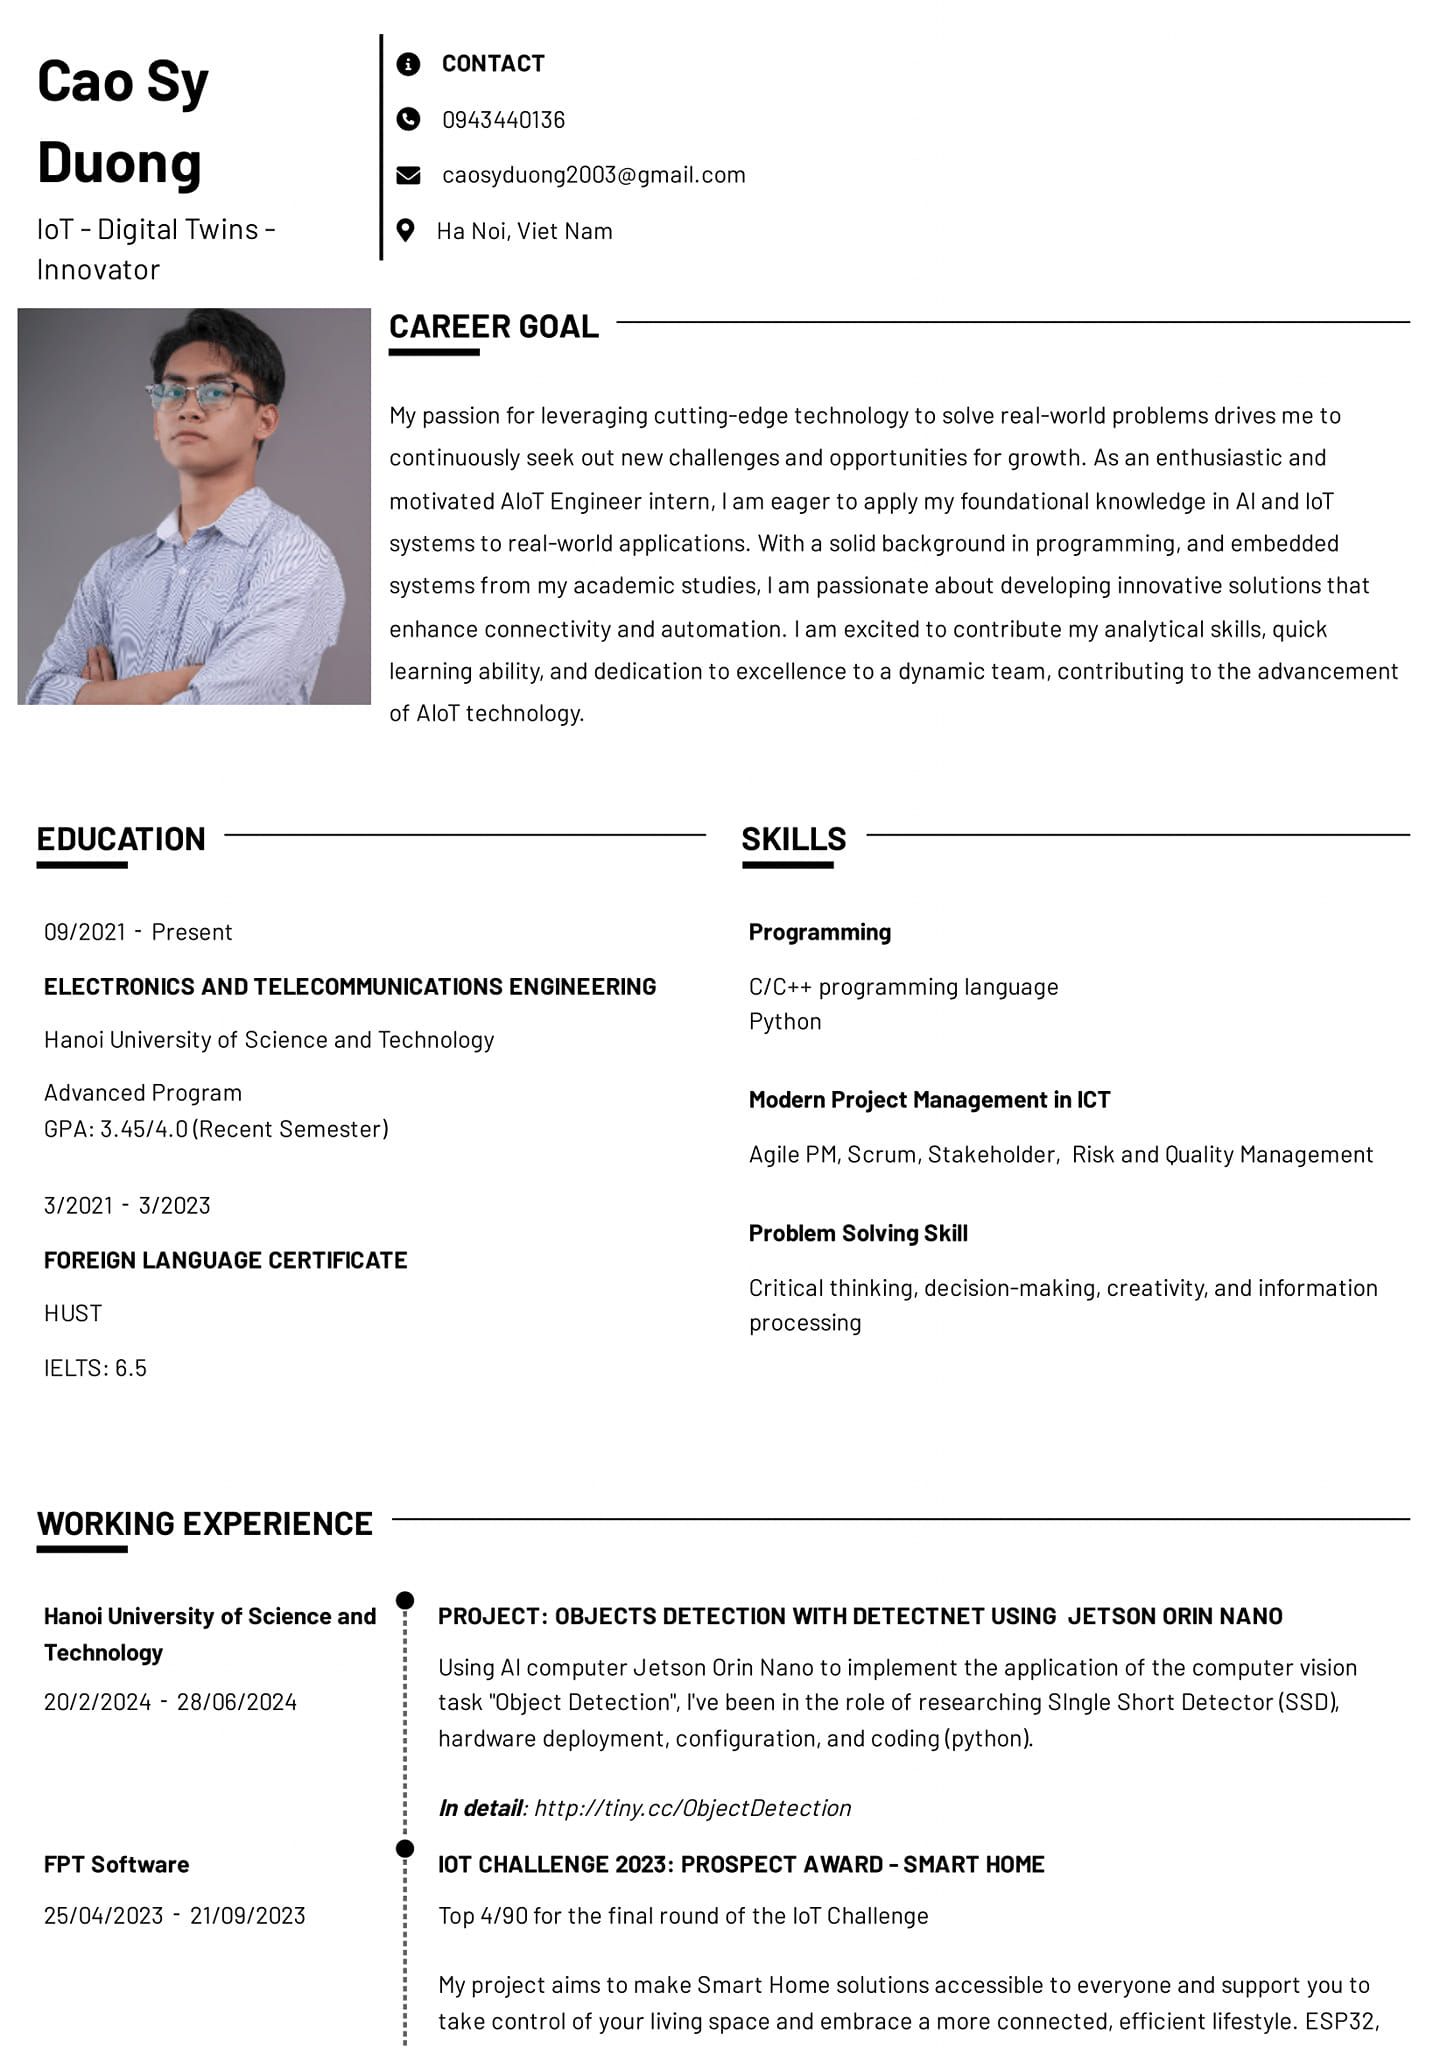 Cao Sy
Duong
IoT - Digital Twins -
Innovator
CONTACT
0943440136
caosyduong2003@gmail.com
Ha Noi, Viet Nam
CAREER GOAL
My passion for leveraging cutting-edge technology to solve real-world problems drives me to
continuously seek out new challenges and opportunities for growth. As an enthusiastic and
motivated AIoT Engineer intern, I am eager to apply my foundational knowledge in AI and IoT
systems to real-world applications. With a solid background in programming, and embedded
systems from my academic studies, I am passionate about developing innovative solutions that
enhance connectivity and automation. I am excited to contribute my analytical skills, quick
learning ability, and dedication to excellence to a dynamic team, contributing to the advancement
of AIoT technology.
EDUCATION
09/2021 - Present
ELECTRONICS AND TELECOMMUNICATIONS ENGINEERING
Hanoi University of Science and Technology
Advanced Program
GPA: 3.45/4.0 (Recent Semester)
3/2021 - 3/2023
FOREIGN LANGUAGE CERTIFICATE
HUST
IELTS: 6.5
SKILLS
Programming
C/C++ programming language
Python
Modern Project Management in ICT
Agile PM, Scrum, Stakeholder,  Risk and Quality Management
Problem Solving Skill
Critical thinking, decision-making, creativity, and information
processing
WORKING EXPERIENCE
Hanoi University of Science and
Technology
20/2/2024 - 28/06/2024
PROJECT: OBJECTS DETECTION WITH DETECTNET USING  JETSON ORIN NANO
Using AI computer Jetson Orin Nano to implement the application of the computer vision
task "Object Detection", I've been in the role of researching SIngle Short Detector (SSD),
hardware deployment, configuration, and coding (python).
In detail: http://tiny.cc/ObjectDetection
FPT Software
25/04/2023 - 21/09/2023
IOT CHALLENGE 2023: PROSPECT AWARD - SMART HOME
Top 4/90 for the final round of the IoT Challenge
My project aims to make Smart Home solutions accessible to everyone and support you to
take control of your living space and embrace a more connected, efficient lifestyle. ESP32,